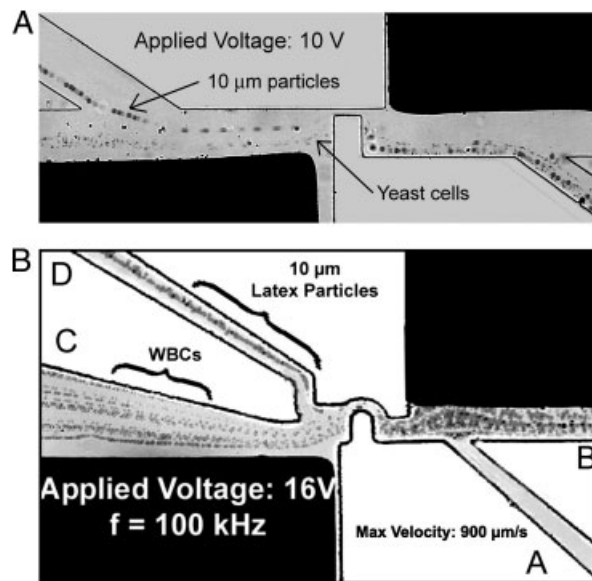 A
Applied Voltage: 10 V
10 µm particles
Yeast cells
B
D
10 µm
Latex Particles
C
WBCs
B
Applied Voltage: 16V
f = 100 kHz
Max Velocity: 900 µm/s
A